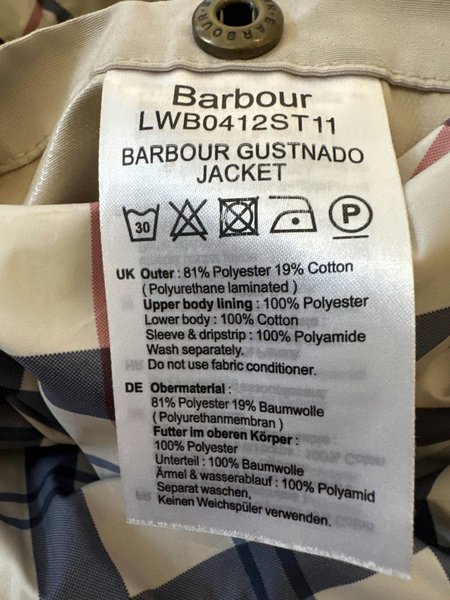 BARBOUR
Barbour
LWB0412ST11
BARBOUR GUSTNADO
JACKET
30
P
UK Outer : 81% Polyester 19% Cotton
( Polyurethane laminated )
Upper body lining : 100% Polyester
Lower body : 100% Cotton
Sleeve & dripstrip : 100% Polyamide
Wash separately.
Do not use fabric conditioner.
DE Obermaterial :
81% Polyester 19% Baumwolle
( Polyurethanmembran )
Futter im oberen Körper :
100% Polyester
Unterteil : 100% Baumwolle
Ärmel & wasserablauf : 100% Polyamid
Separat waschen,
Keinen Weichspüler verwenden.